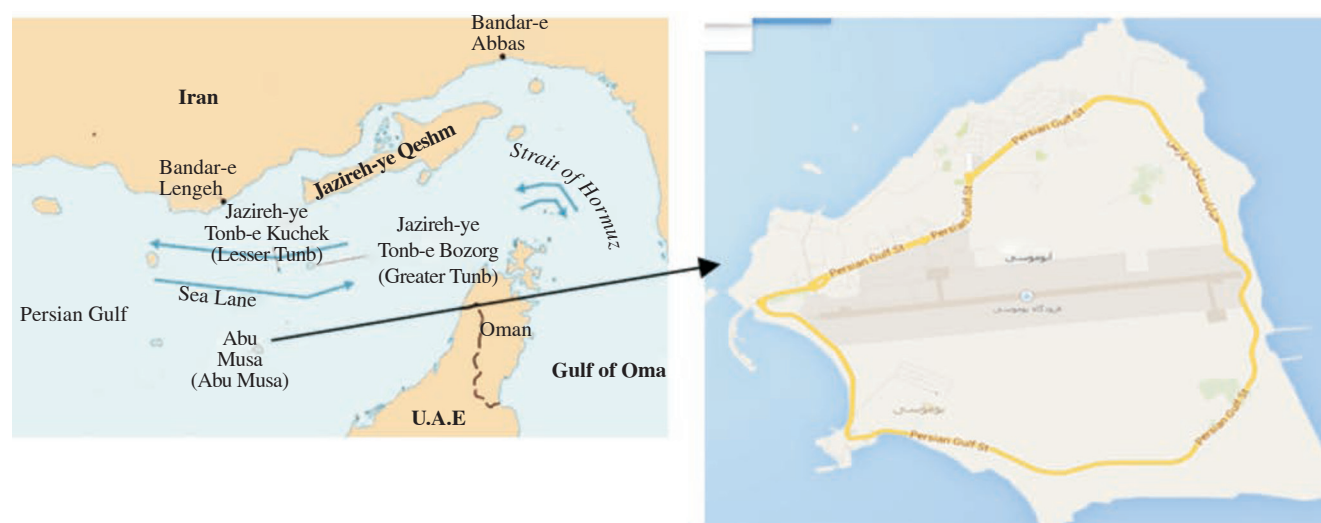 Bandar-e
Abbas
Iran
Jazireh-ye Qeshm
Strait of Hormuz
Bandar-e
Lengeh
Jazireh-ye
Tonb-e Kuchek
(Lesser Tunb)
Jazireh-ye
Tonb-e Bozorg
(Greater Tunb)
Sea Lane
Persian Gulf
Abu
Musa
(Abu Musa)
Oman
Gulf of Oma
U.A.E
Persian Gulf St
Persian Gulf St
Persian Gulf St
ابوموسی
فرودگاه بوموسی
بوموسی
Persian Gulf St
Persian Gulf St